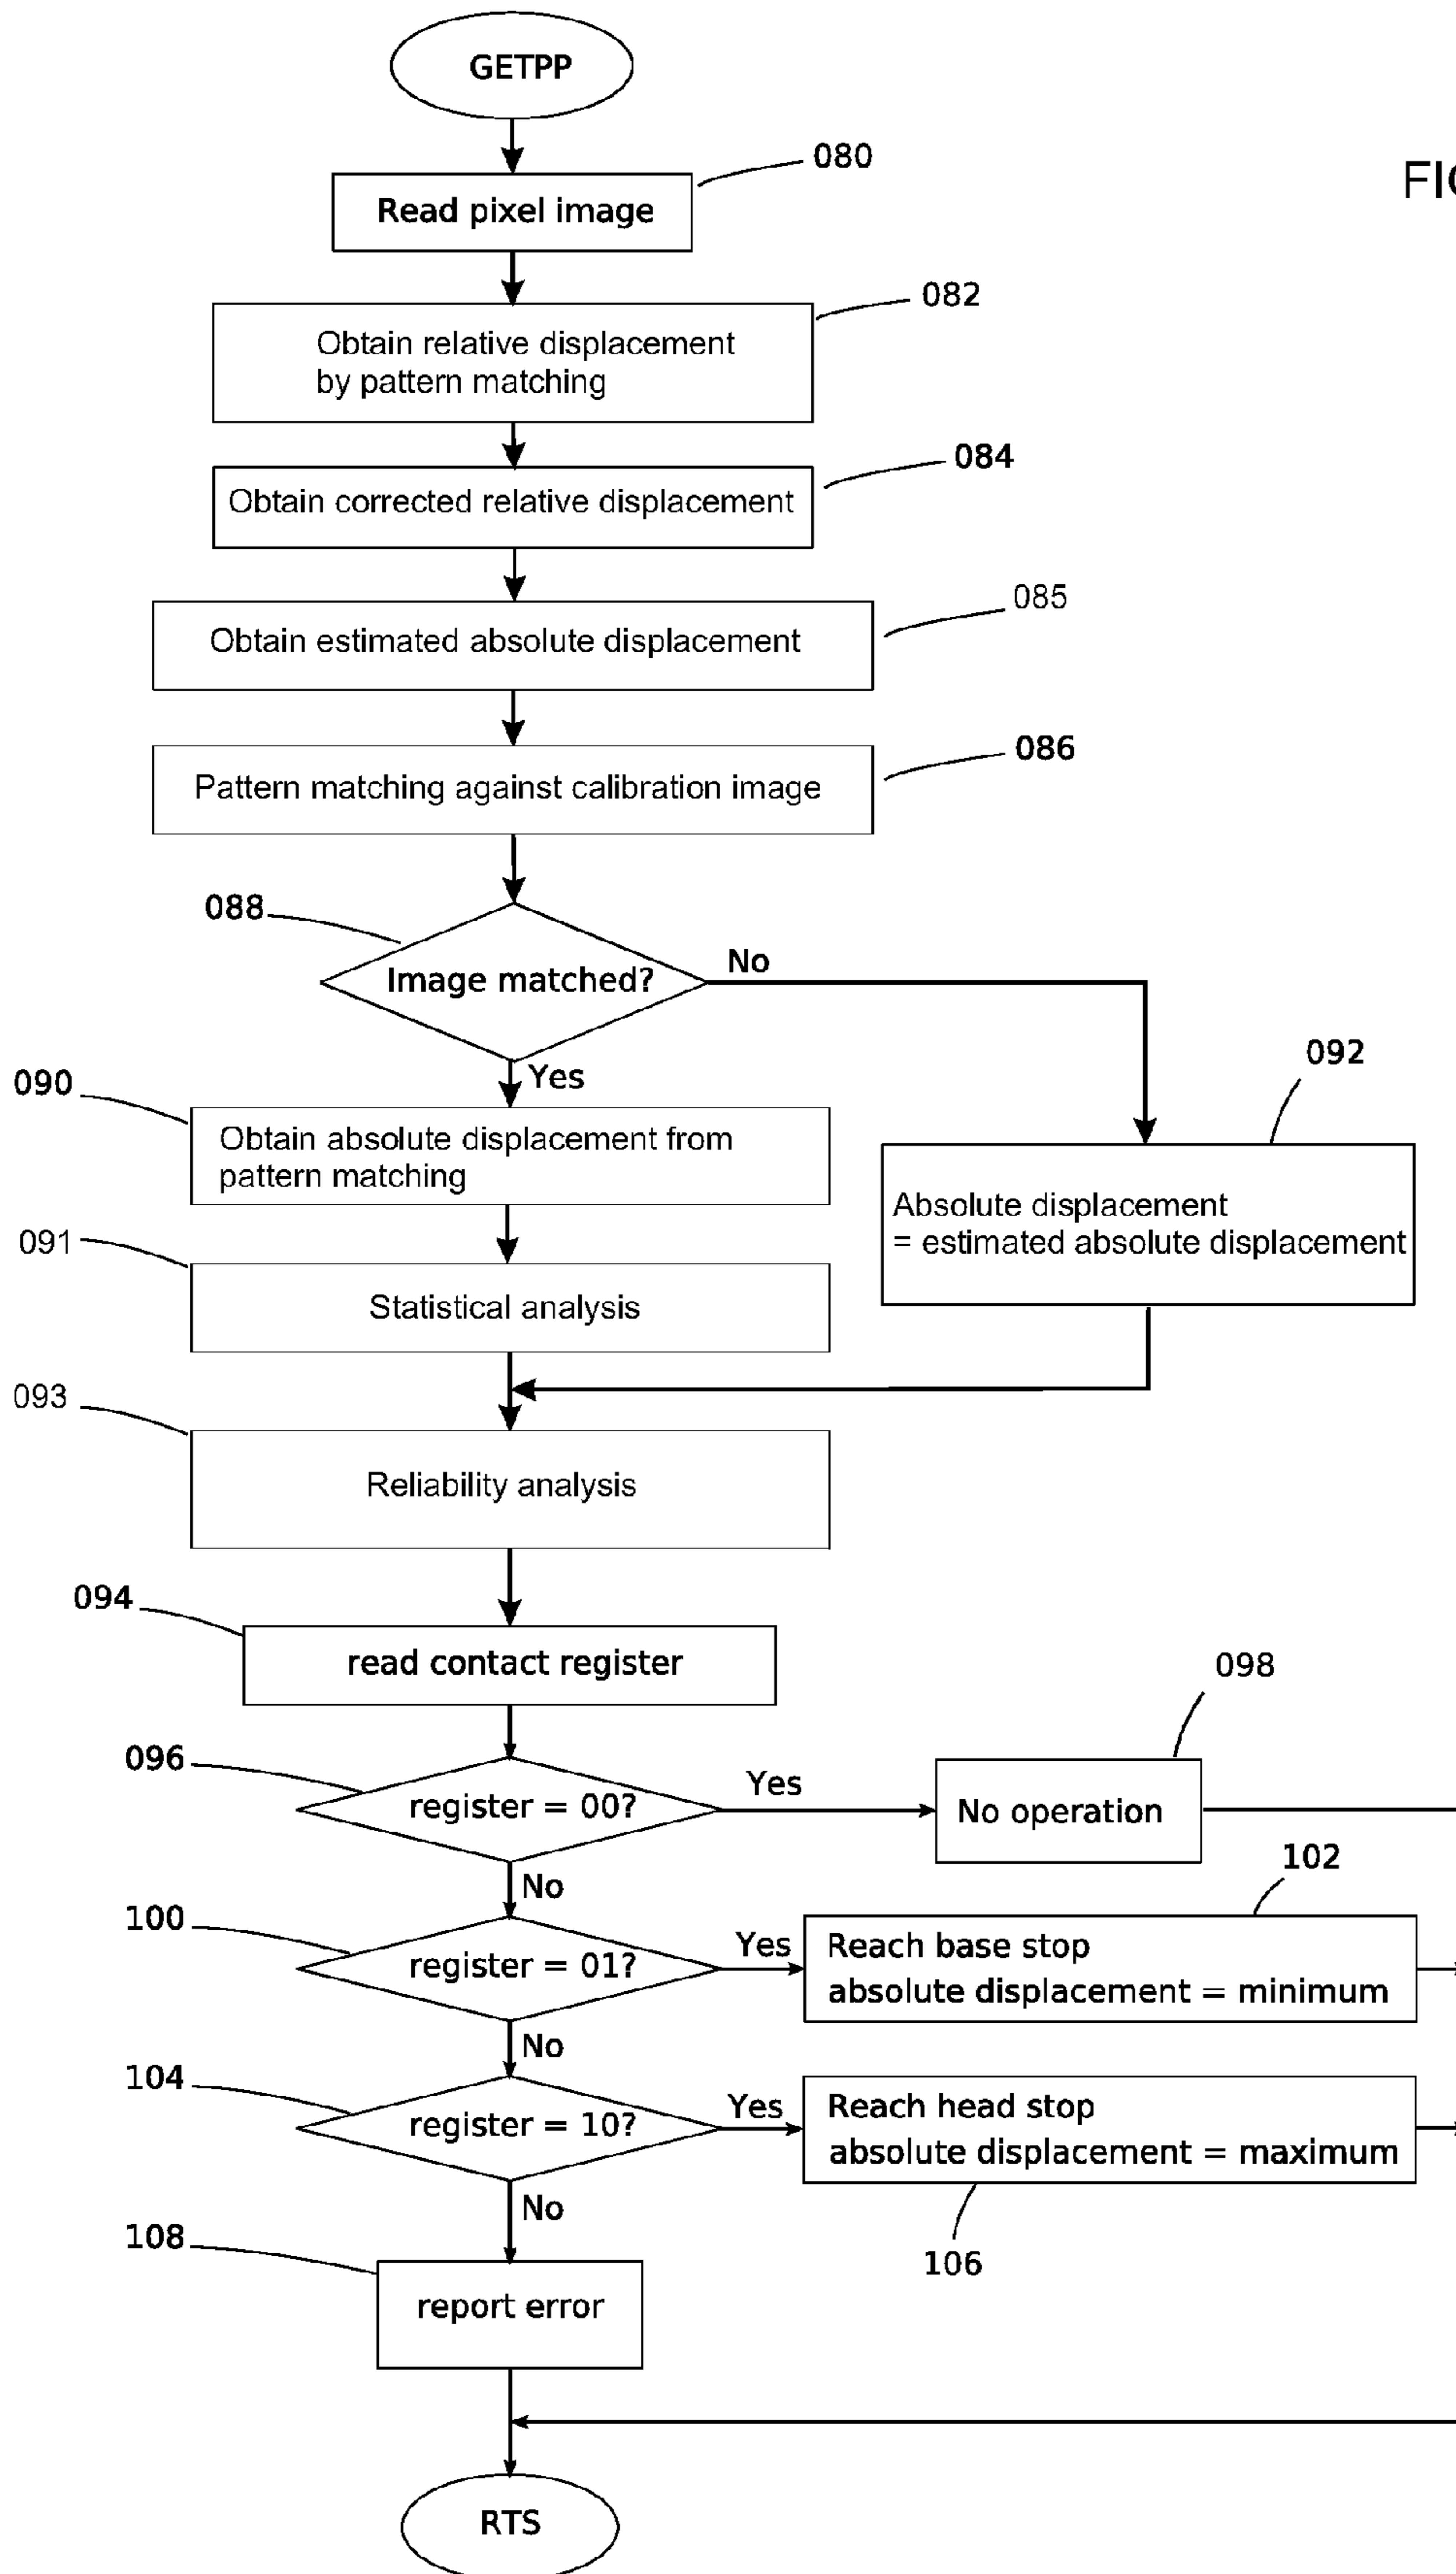 GETPP
080
FIG
Read pixel image
082
Obtain relative displacement
by pattern matching
084
Obtain corrected relative displacement
085
Obtain estimated absolute displacement
086
Pattern matching against calibration image
088
Image matched?
No
Yes
092
090
Obtain absolute displacement from
pattern matching
Absolute displacement
= estimated absolute displacement
091
Statistical analysis
093
Reliability analysis
094
read contact register
098
096
register = 00?
Yes
No operation
No
102
100
register = 01?
Yes
Reach base stop
absolute displacement = minimum
No
104
register = 10?
Yes
Reach head stop
absolute displacement = maximum
No
106
108
report error
RTS